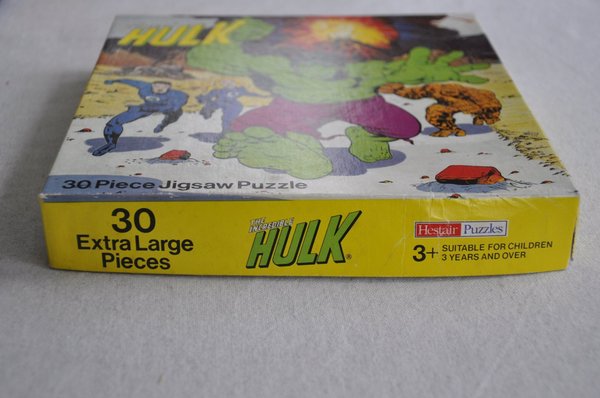 HULK
30 Piece Jigsaw Puzzle
30
Extra Large
Pieces
THE
INCREDIBLE
HULK®
Hestair Puzzles
3+ SUITABLE FOR CHILDREN
3 YEARS AND OVER